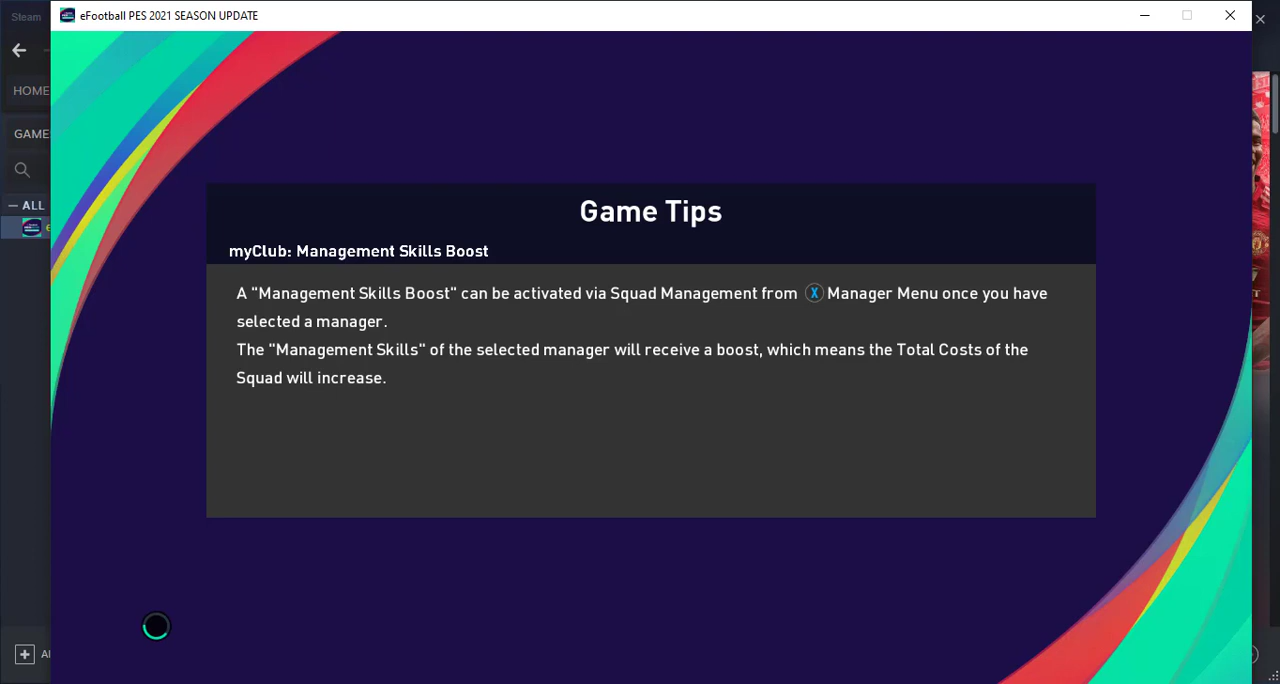 Steam
eFootball PES 2021 SEASON UPDATE
HOME
GAME
ALL
Game Tips
myClub: Management Skills Boost
A "Management Skills Boost" can be activated via Squad Management from X Manager Menu once you have
selected a manager.
The "Management Skills" of the selected manager will receive a boost, which means the Total Costs of the
Squad will increase.